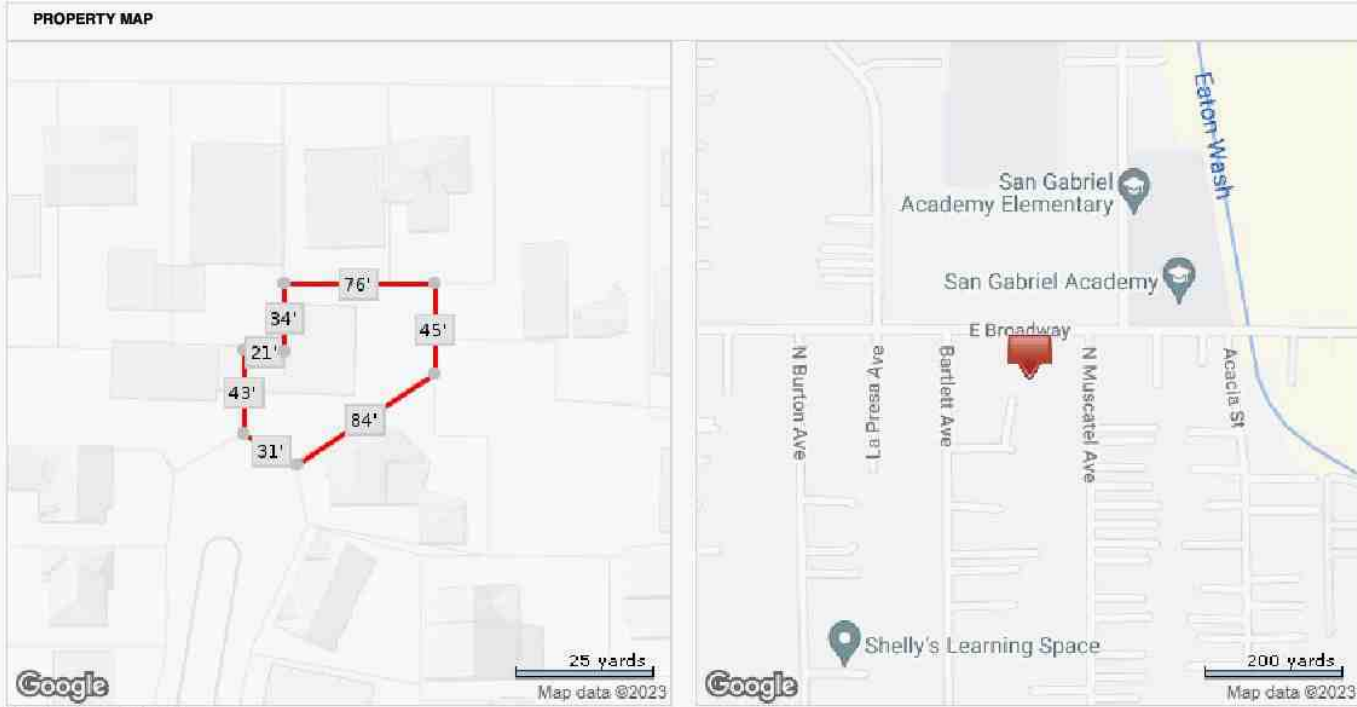 PROPERTY MAP
76'
34'
45'
21'
43'
84'
31'
25 yards
Google
Map data ©2023
Eaton Wash
San Gabriel
Academy Elementary
San Gabriel Academy
E Broadway
N Burton Ave
La Presa Ave
Bartlett Ave
N Muscatel Ave
Acacia St
Shelly's Learning Space
200 yards
Google
Map data ©2023